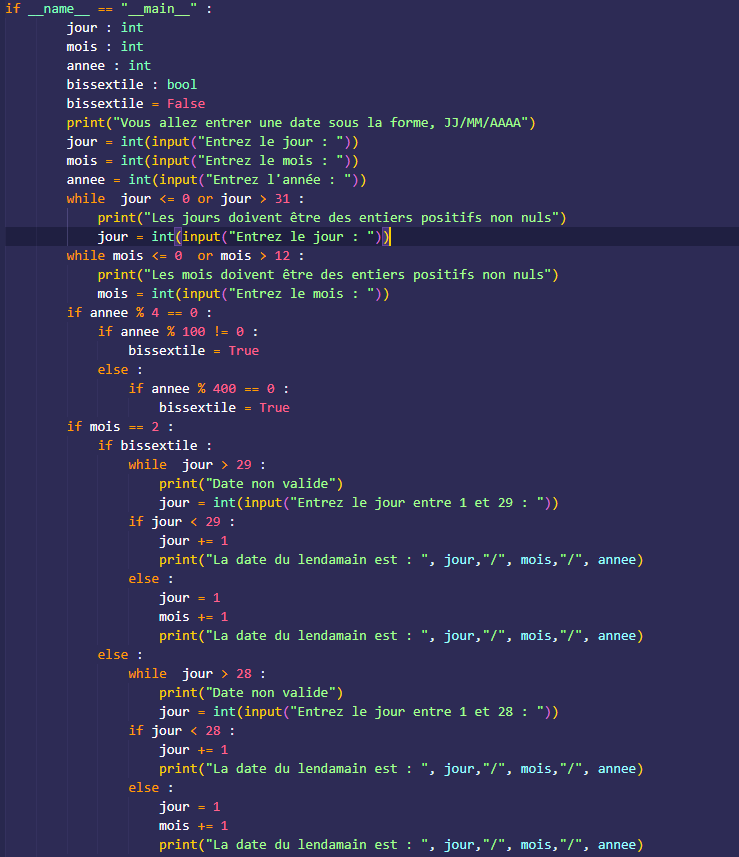 if __name__ == "__main__" :
jour : int
mois : int
annee : int
bissextile : bool
bissextile = False
print("Vous allez entrer une date sous la forme, JJ/MM/AAAA")
jour = int(input("Entrez le jour : "))
mois = int(input("Entrez le mois : "))
annee = int(input("Entrez l'année : "))
while  jour <= 0 or jour > 31 :
print("Les jours doivent être des entiers positifs non nuls")
jour = int(input("Entrez le jour : "))
while mois <= 0  or mois > 12 :
print("Les mois doivent être des entiers positifs non nuls")
mois = int(input("Entrez le mois : "))
if annee % 4 == 0 :
if annee % 100 != 0 :
bissextile = True
else :
if annee % 400 == 0 :
bissextile = True
if mois == 2 :
if bissextile :
while  jour > 29 :
print("Date non valide")
jour = int(input("Entrez le jour entre 1 et 29 : "))
if jour < 29 :
jour += 1
print("La date du lendamain est : ", jour,"/", mois,"/", annee)
else :
jour = 1
mois += 1
print("La date du lendamain est : ", jour,"/", mois,"/", annee)
else :
while  jour > 28 :
print("Date non valide")
jour = int(input("Entrez le jour entre 1 et 28 : "))
if jour < 28 :
jour += 1
print("La date du lendamain est : ", jour,"/", mois,"/", annee)
else :
jour = 1
mois += 1
print("La date du lendamain est : ", jour,"/", mois,"/", annee)